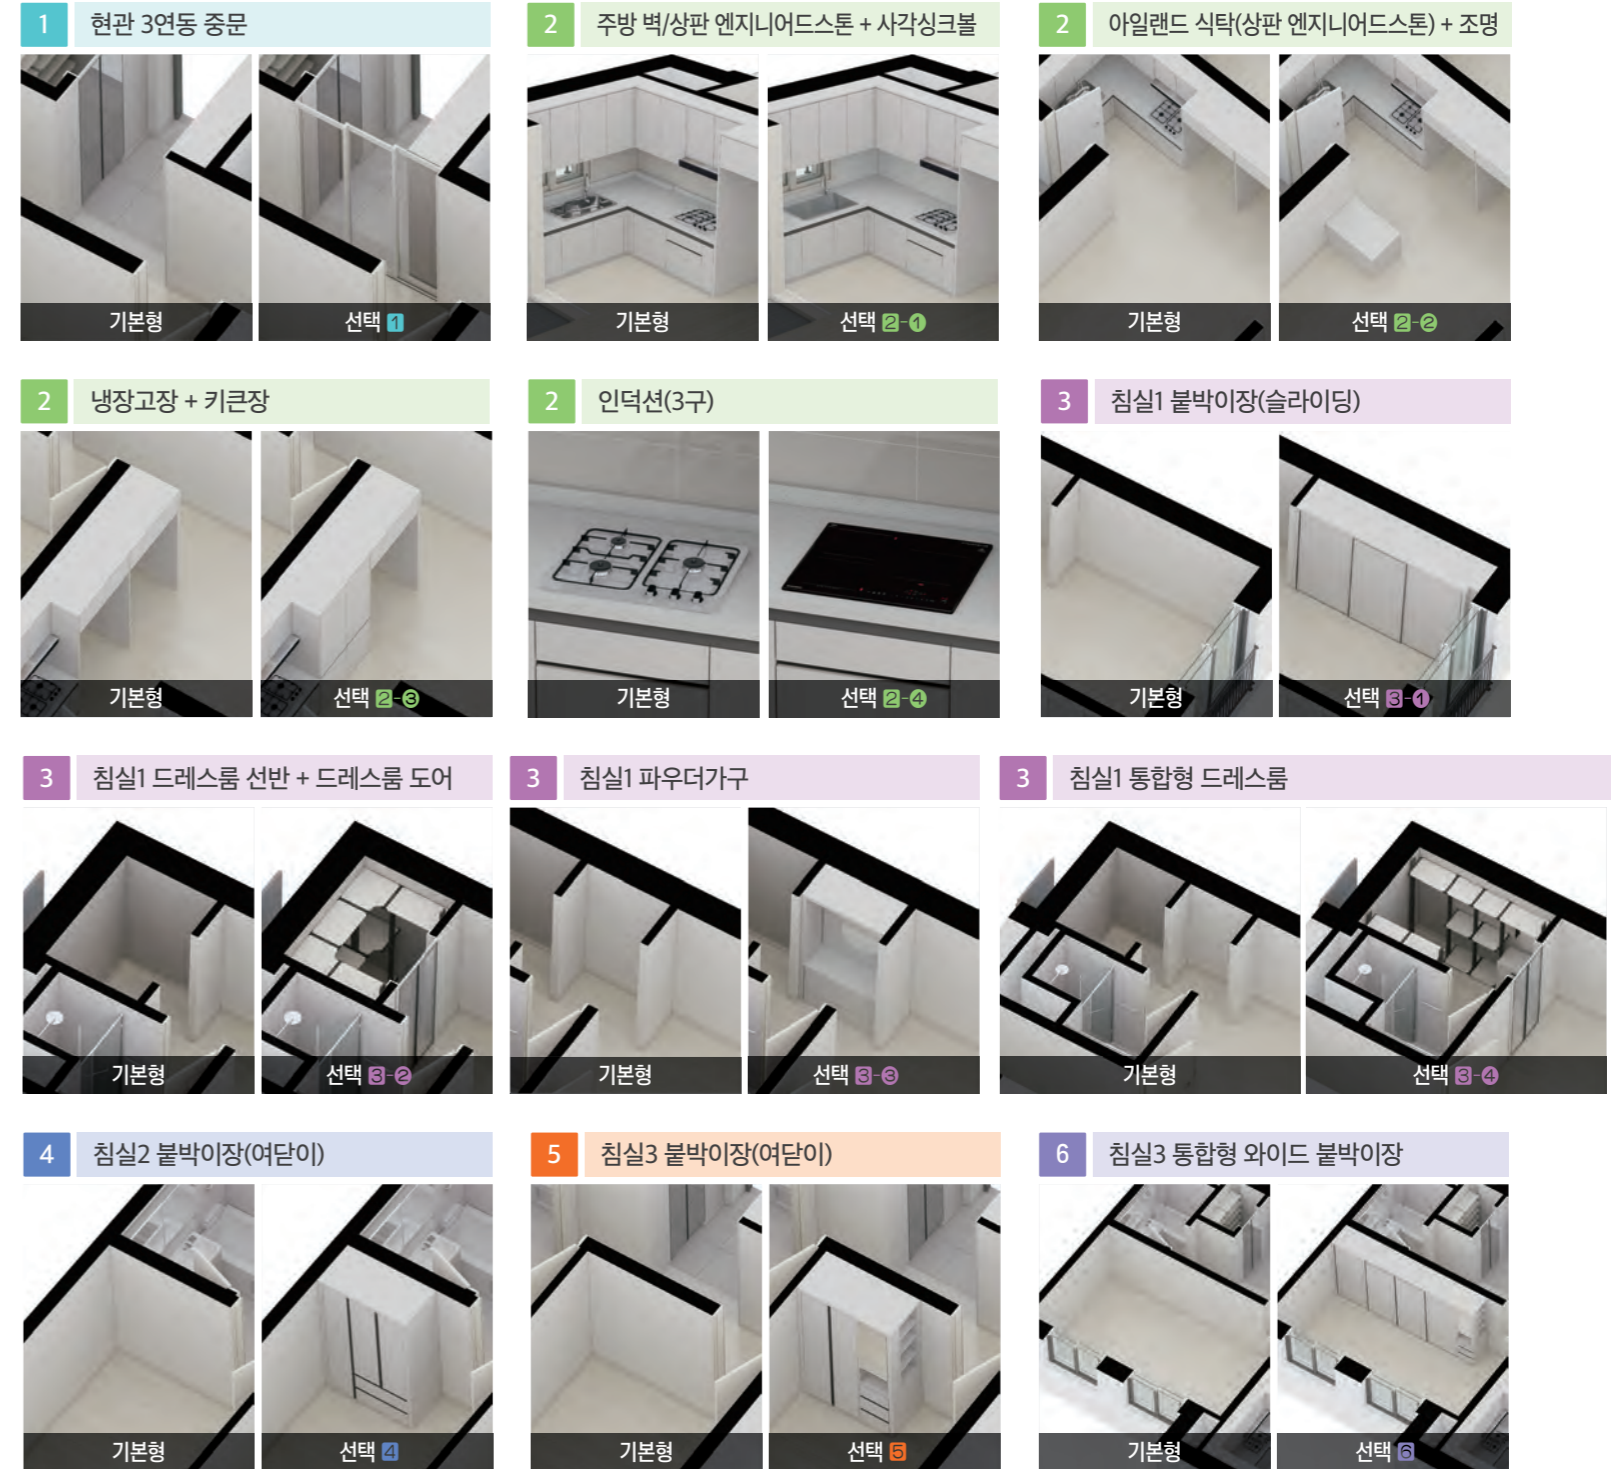 1 현관 3연동 중문
기본형
선택 1
2 주방 벽/상판 엔지니어드스톤 + 사각싱크볼
기본형
선택 2-1
2 아일랜드 식탁(상판 엔지니어드스톤) + 조명
기본형
선택 2-2
2 냉장고장 + 키큰장
기본형
선택 2-3
2 인덕션(3구)
기본형
선택 2-4
3 침실1 붙박이장(슬라이딩)
기본형
선택 3-1
3 침실1 드레스룸 선반 + 드레스룸 도어
기본형
선택 3-2
3 침실1 파우더가구
기본형
선택 3-3
3 침실1 통합형 드레스룸
기본형
선택 3-4
4 침실2 붙박이장(여닫이)
기본형
선택 4
5 침실3 붙박이장(여닫이)
기본형
선택 5
6 침실3 통합형 와이드 붙박이장
기본형
선택 6